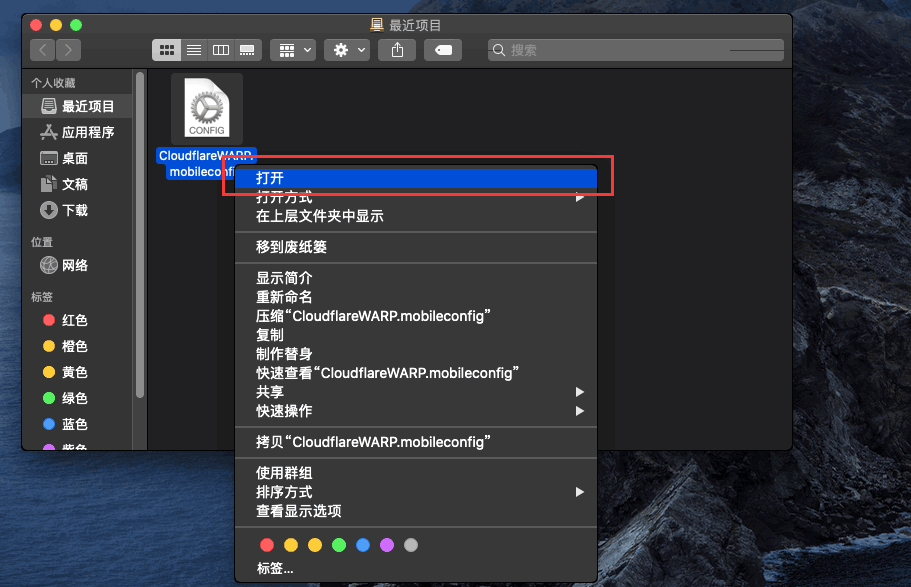 最近项目
搜索
个人收藏
最近项目
应用程序
桌面
文稿
下载
位置
网络
标签
红色
橙色
黄色
绿色
蓝色
紫色
CONFIG
CloudflareWARP.
mobileconfi
打开
打开方式
在上层文件夹中显示
移到废纸篓
显示简介
重新命名
压缩“CloudflareWARP.mobileconfig”
复制
制作替身
快速查看“CloudflareWARP.mobileconfig”
共享
快速操作
拷贝“CloudflareWARP.mobileconfig”
使用群组
排序方式
查看显示选项
标签...